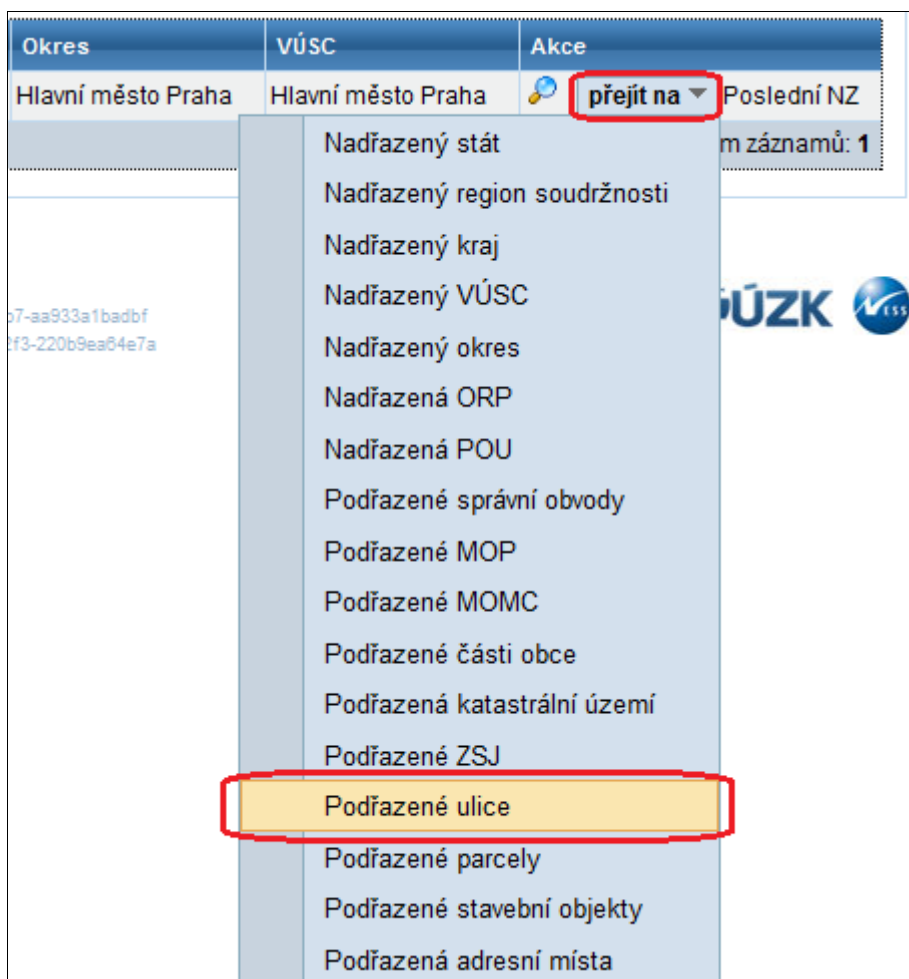 Okres VÚSC Akce
Hlavní město Praha Hlavní město Praha přejít na Poslední NZ
m záznamů: 1
Nadřazený stát
Nadřazený region soudržnosti
Nadřazený kraj
Nadřazený VÚSC
ÚZK Ness
b7-aa933a1badbf
2f3-220b9ea64e7a
Nadřazený okres
Nadřazená ORP
Nadřazená POU
Podřazené správní obvody
Podřazené MOP
Podřazené MOMC
Podřazené části obce
Podřazená katastrální území
Podřazené ZSJ
Podřazené ulice
Podřazené parcely
Podřazené stavební objekty
Podřazená adresní místa